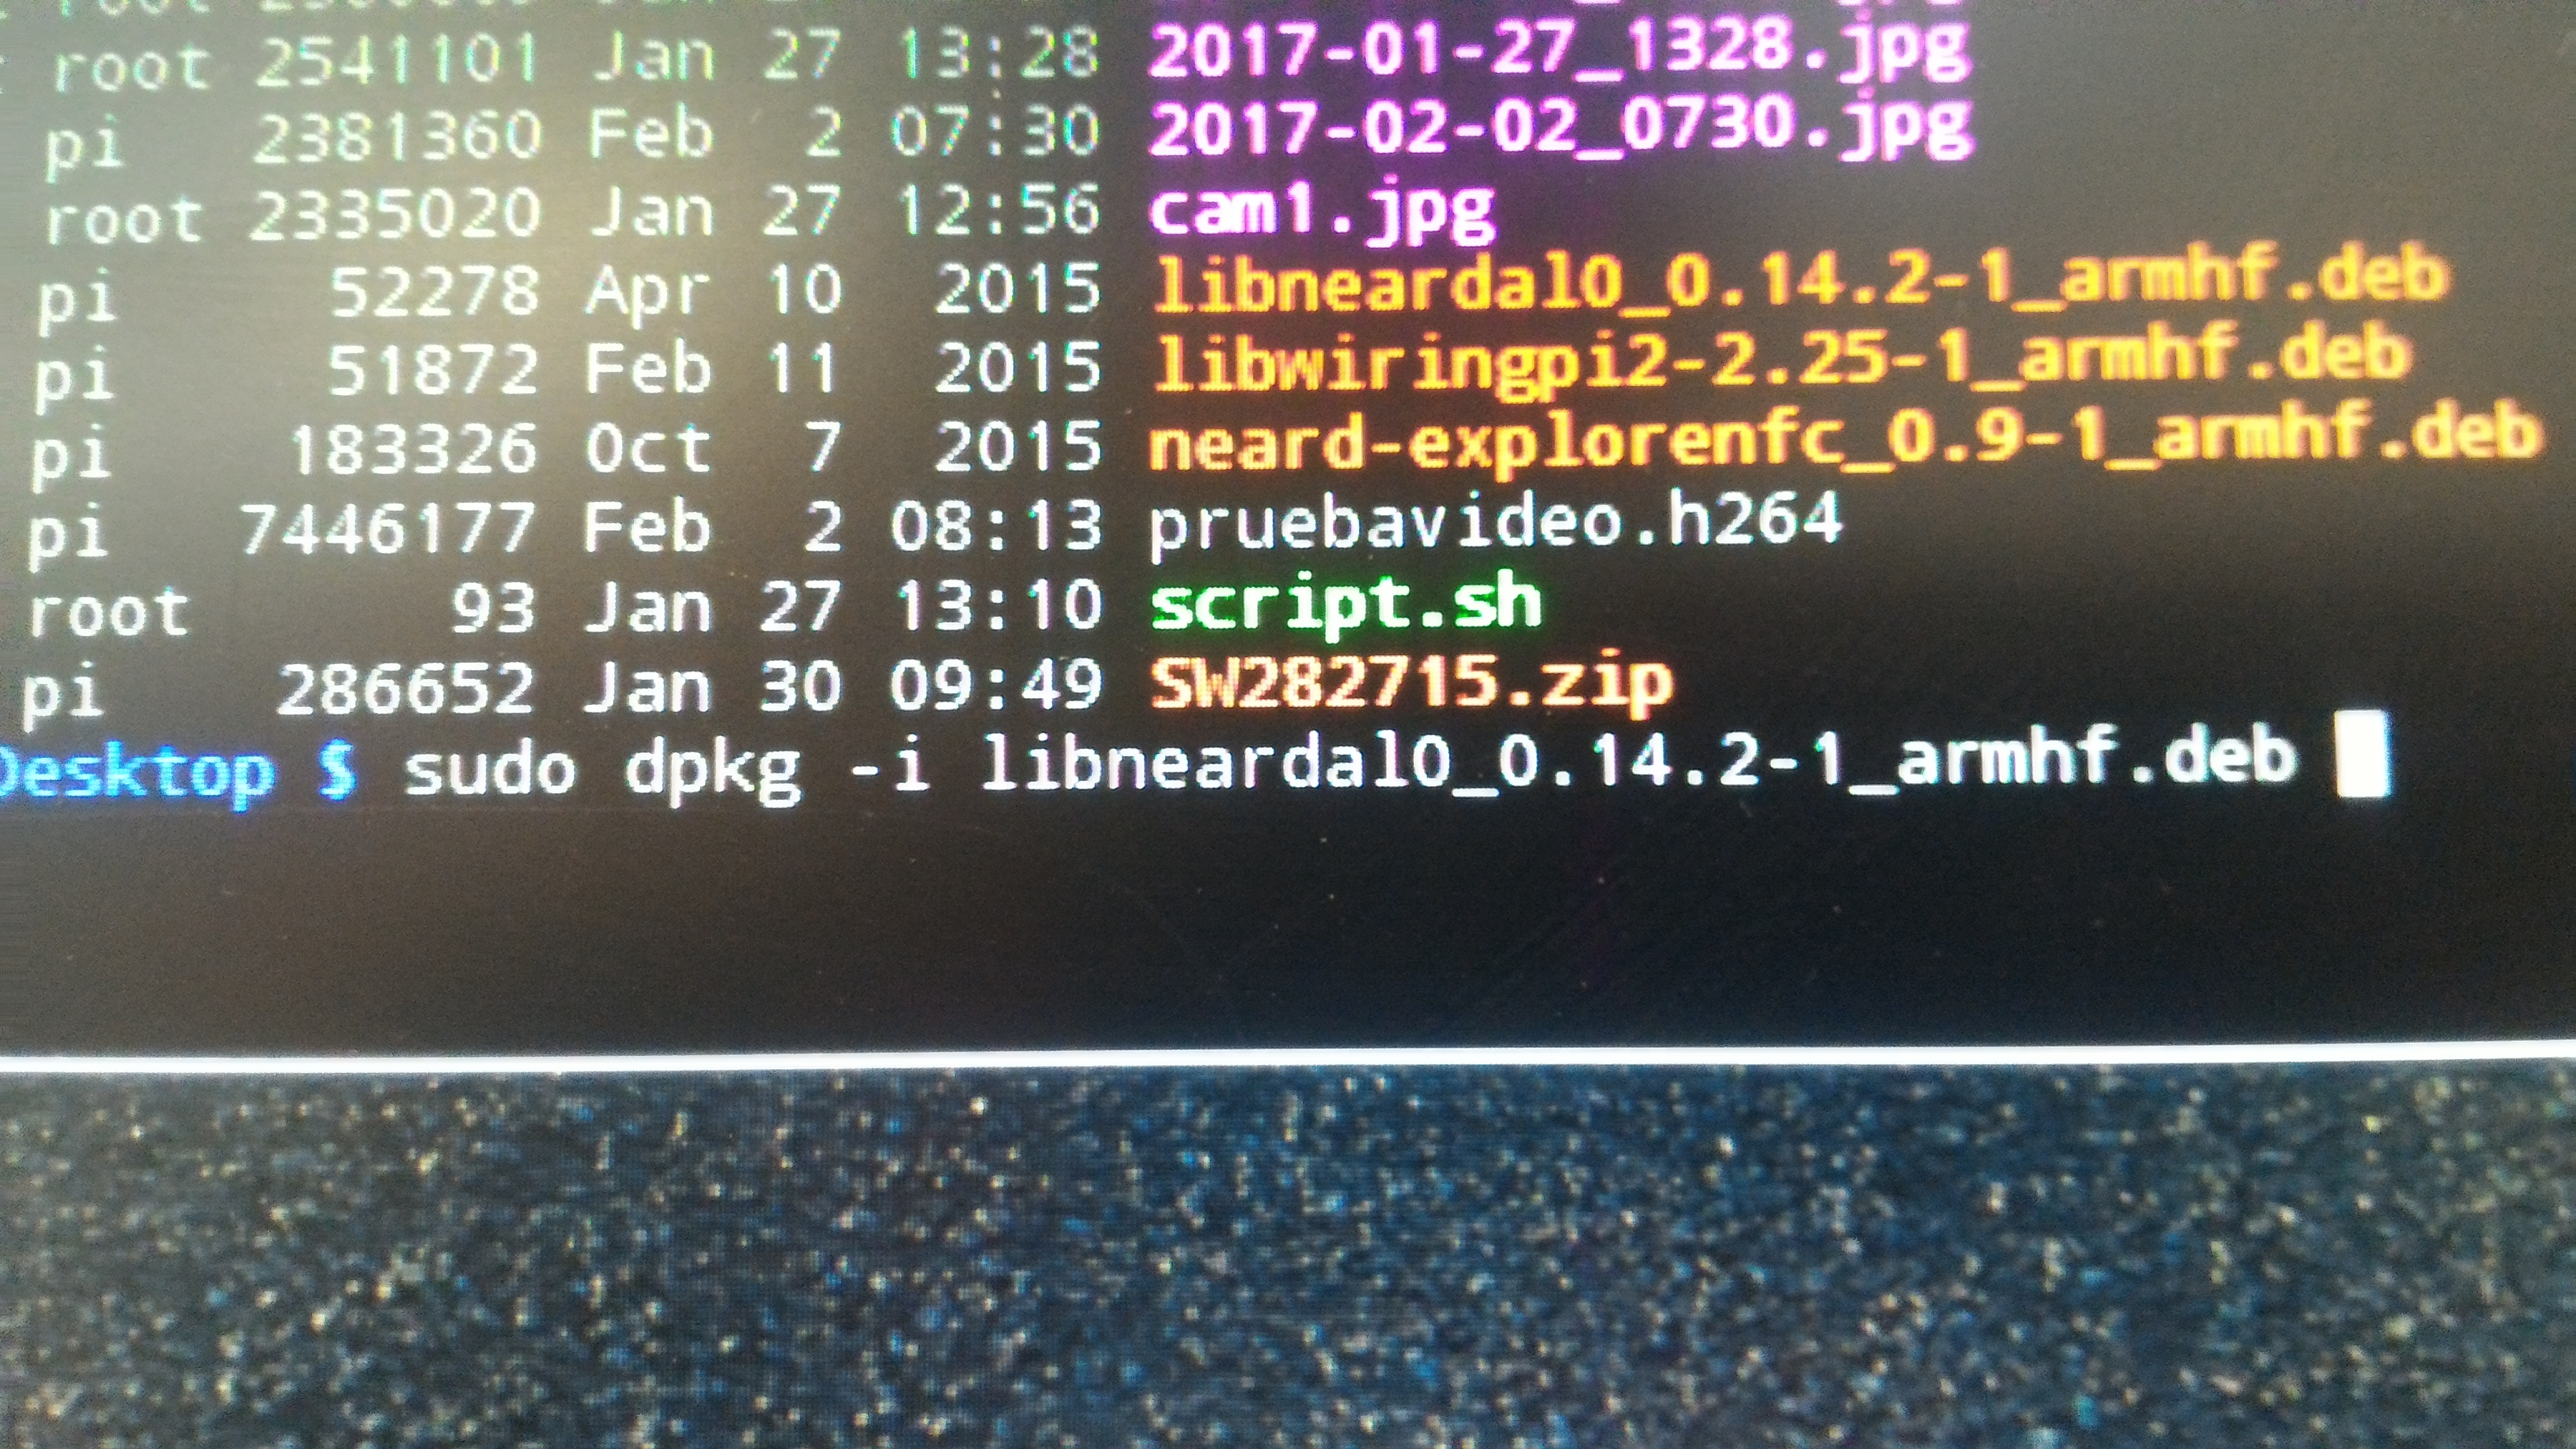 root 2541101 Jan 27 13:28 2017-01-27_1328.jpg
pi 2381360 Feb 2 07:30 2017-02-02_0730.jpg
root 2335020 Jan 27 12:56 cam1.jpg
pi 52278 Apr 10 2015 libneardal0_0.14.2-1_armhf.deb
pi 51872 Feb 11 2015 libwiringpi2-2.25-1_armhf.deb
pi 183326 Oct 7 2015 neard-explorenfc_0.9-1_armhf.deb
pi 7446177 Feb 2 08:13 pruebavideo.h264
root 93 Jan 27 13:10 script.sh
pi 286652 Jan 30 09:49 SW282715.zip
Desktop $ sudo dpkg -i libneardal0_0.14.2-1_armhf.deb